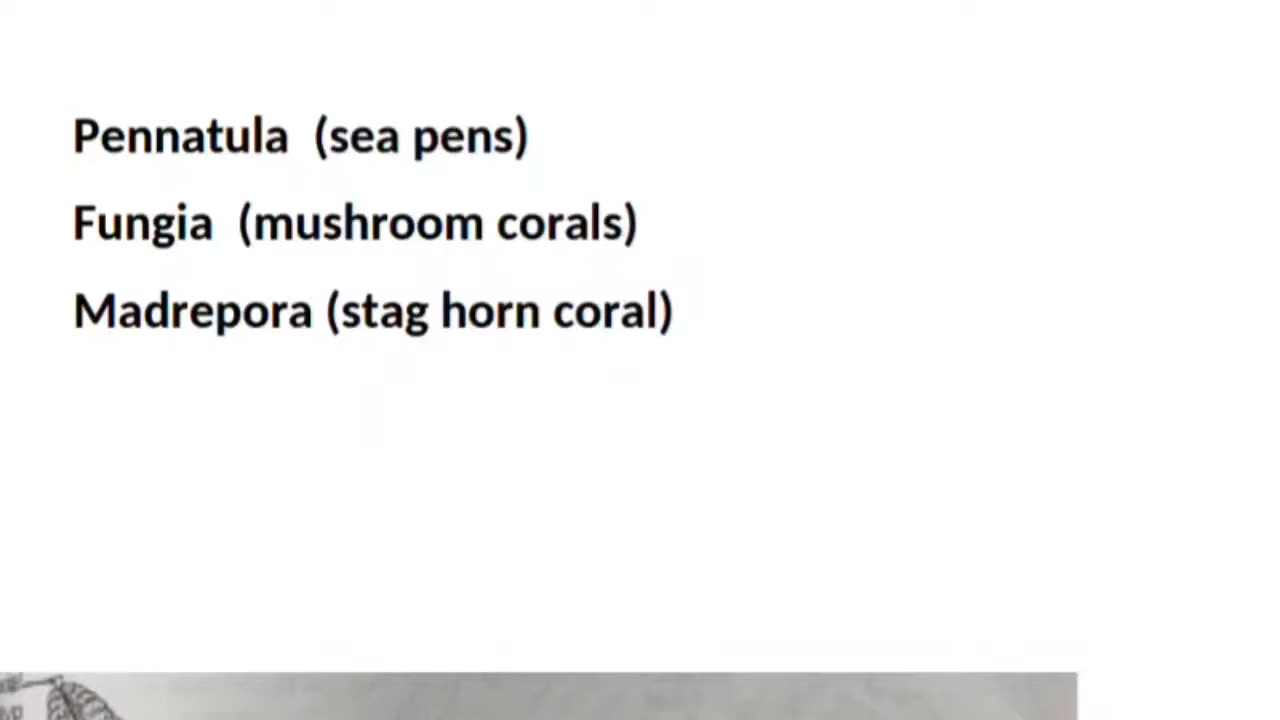 Pennatula (sea pens)
Fungia (mushroom corals)
Madrepora (stag horn coral)